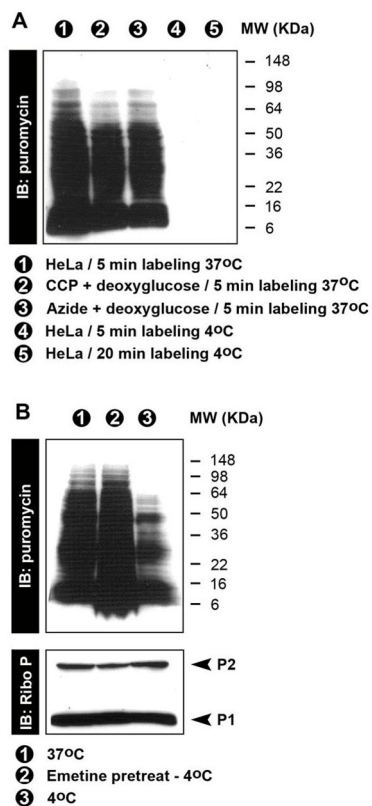 A
1 2 3 4 5 MW (KDa)
IB: puromycin
148
98
64
50
36
22
16
6
1 HeLa / 5 min labeling 37ºC
2 CCP + deoxyglucose / 5 min labeling 37ºC
3 Azide + deoxyglucose / 5 min labeling 37ºC
4 HeLa / 5 min labeling 4ºC
5 HeLa / 20 min labeling 4ºC
B
1 2 3 MW (KDa)
IB: puromycin
148
98
64
50
36
22
16
6
IB: Ribo P
P2
P1
1 37ºC
2 Emetine pretreat - 4ºC
3 4ºC